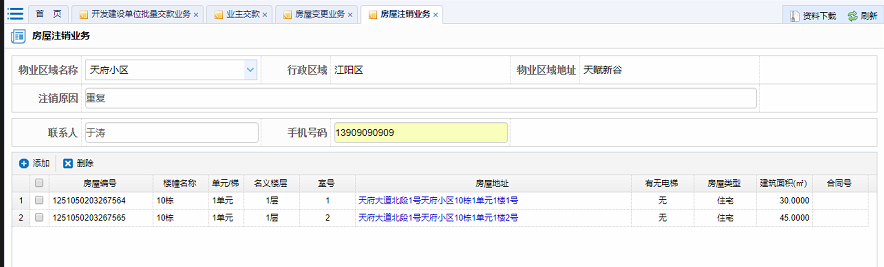 首 页 开发建设单位批量交款业务 × 业主交款 × 房屋变更业务 × 房屋注销业务 × 资料下载 刷新
房屋注销业务
物业区域名称 天府小区 行政区域 江阳区 物业区域地址 天赋新谷
注销原因 重复
联系人 于涛 手机号码 13909090909
添加 删除
房屋编号 楼幢名称 单元/梯 名义楼层 室号 房屋地址 有无电梯 房屋类型 建筑面积(㎡) 合同号
1 1251050203267564 10栋 1单元 1层 1 天府大道北段1号天府小区10栋1单元1楼1号 无 住宅 30.0000
2 1251050203267565 10栋 1单元 1层 2 天府大道北段1号天府小区10栋1单元1楼2号 无 住宅 45.0000